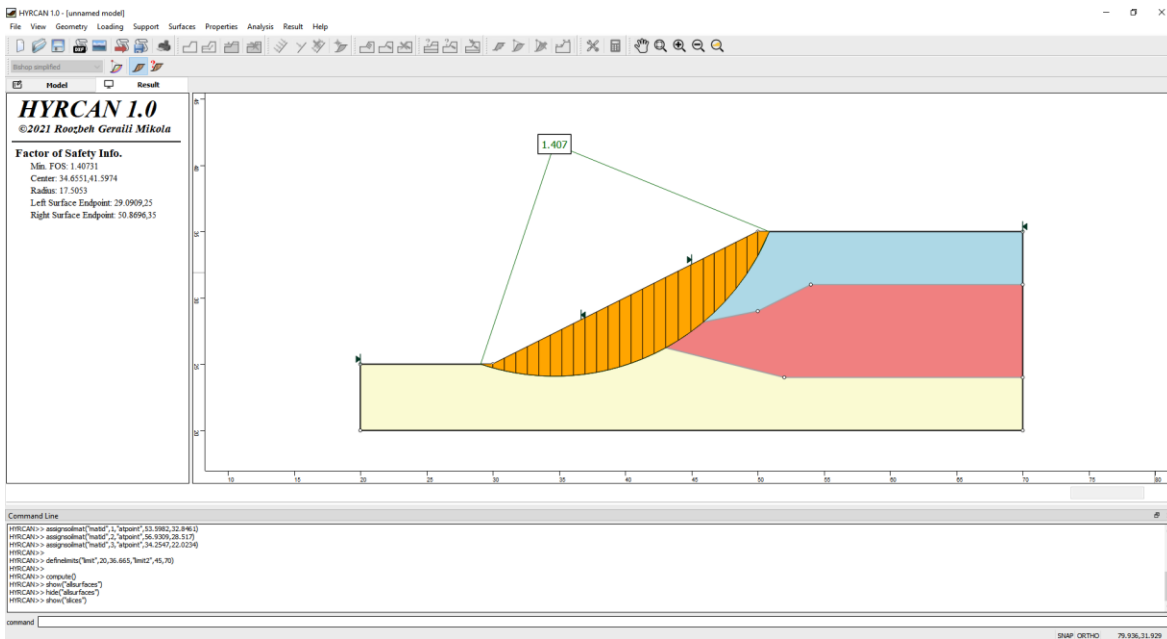 HYRCAN 1.0 - [unnamed model]
File View Geometry Loading Support Surfaces Properties Analysis Result Help
Bishop simplified
Model Result
HYRCAN 1.0
©2021 Roozbeh Geraili Mikola
Factor of Safety Info.
Min. FOS: 1.40731
Center: 34.6551,41.5974
Radius: 17.5053
Left Surface Endpoint: 29.0909,25
Right Surface Endpoint: 50.8696,35
45
40
35
30
25
20
1.407
10 15 20 25 30 35 40 45 50 55 60 65 70 75 80
Command Line
HYRCAN>> assignsoilmat("matid",1,"atpoint",53.5982,32.8461)
HYRCAN>> assignsoilmat("matid",2,"atpoint",56.9309,28.517)
HYRCAN>> assignsoilmat("matid",3,"atpoint",34.2547,22.0234)
HYRCAN>>
HYRCAN>> definelimits("limit",20,36.665,"limit2",45,70)
HYRCAN>>
HYRCAN>> compute()
HYRCAN>> show("allsurfaces")
HYRCAN>> hide("allsurfaces")
HYRCAN>> show("slices")
command
SNAP ORTHO 79.936,31.929